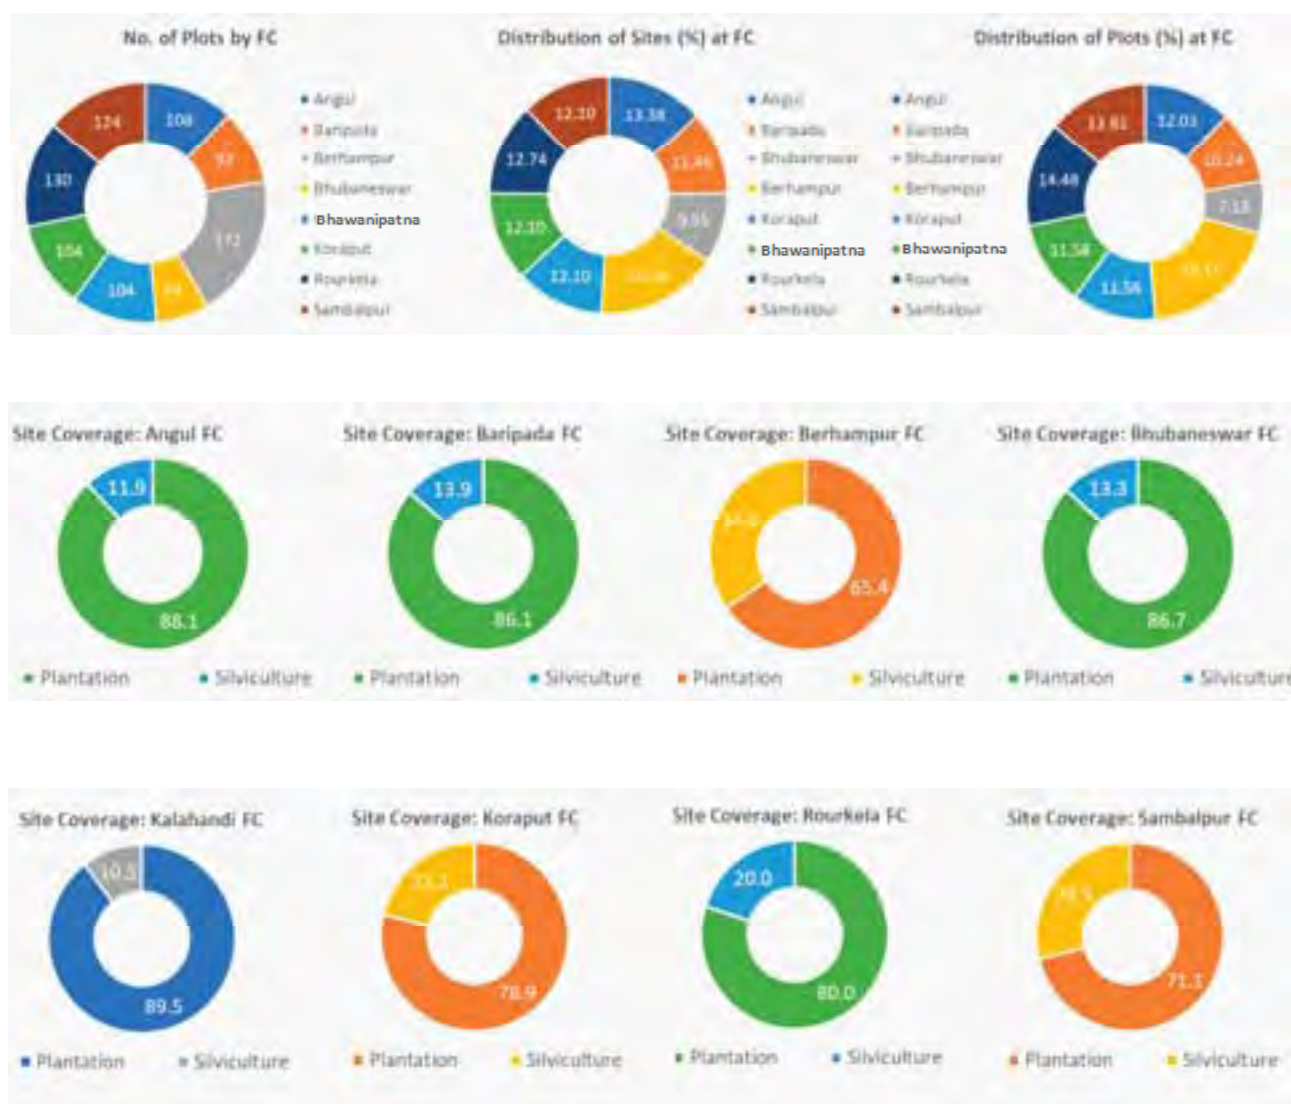 No. of Plots by FC
108
92
172
64
104
104
130
124
Angul
Baripada
Berhampur
Bhubaneswar
Bhawanipatna
Koraput
Rourkela
Sambalpur
Distribution of Sites (%) at FC
13.38
11.46
9.55
12.10
12.10
12.74
12.10
Angul
Baripada
Bhubaneswar
Berhampur
Koraput
Bhawanipatna
Rourkela
Sambalpur
Distribution of Plots (%) at FC
Angul
Baripada
Bhubaneswar
Berhampur
Koraput
Bhawanipatna
Rourkela
Sambalpur
12.03
10.24
7.13
11.58
11.58
14.48
13.81
Site Coverage: Angul FC
11.9
88.1
Plantation Silviculture
Site Coverage: Baripada FC
13.9
86.1
Plantation Silviculture
Site Coverage: Berhampur FC
65.4
Plantation Silviculture
Site Coverage: Bhubaneswar FC
13.3
86.7
Plantation Silviculture
Site Coverage: Kalahandi FC
10.5
89.5
Plantation Silviculture
Site Coverage: Koraput FC
78.9
Plantation Silviculture
Site Coverage: Rourkela FC
20.0
80.0
Plantation Silviculture
Site Coverage: Sambalpur FC
71.1
Plantation Silviculture